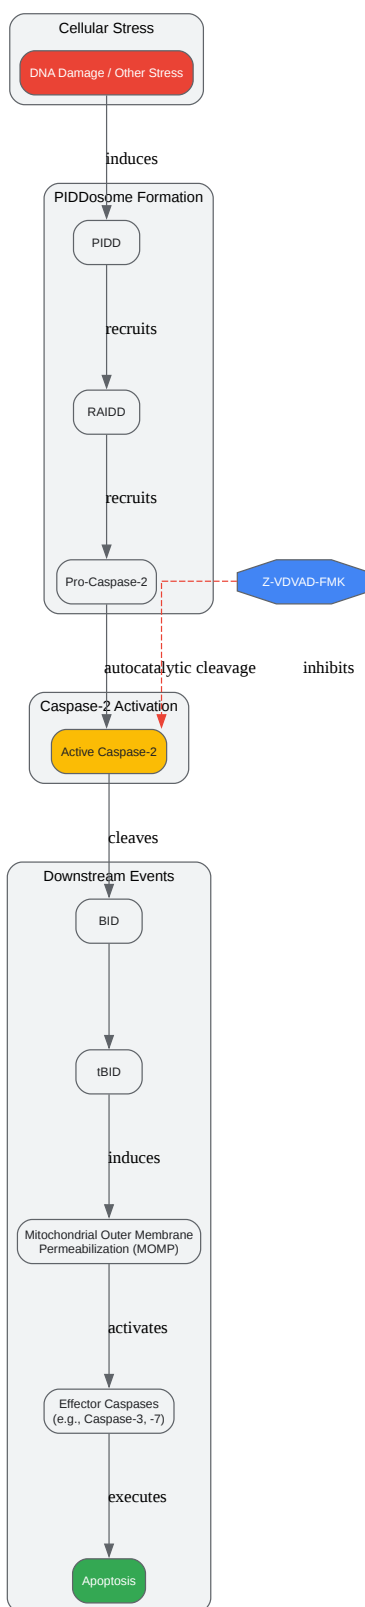 Cellular Stress
DNA Damage / Other Stress
induces
PIDDosome Formation
PIDD
recruits
RAIDD
recruits
Pro-Caspase-2
Z-VDVAD-FMK
autocatalytic cleavage
inhibits
Caspase-2 Activation
Active Caspase-2
cleaves
Downstream Events
BID
tBID
induces
Mitochondrial Outer Membrane
Permeabilization (MOMP)
activates
Effector Caspases
(e.g., Caspase-3, -7)
executes
Apoptosis